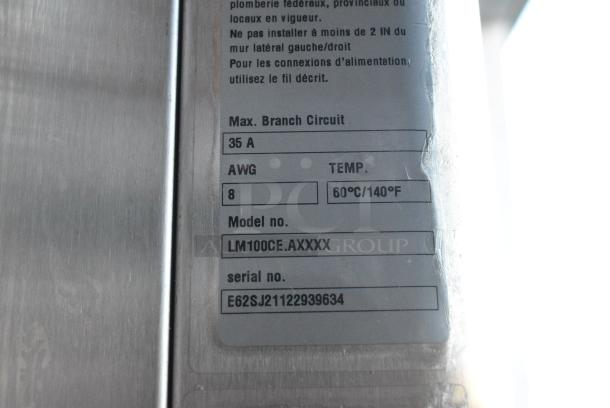 plomberie fédéraux, provinciaux ou
locaux en vigueur.
Ne pas installer à moins de 2 IN du
mur latéral gauche/droit
Pour les connexions d'alimentation,
utilisez le fil décrit.
Max. Branch Circuit
35 A
AWG TEMP.
8 60°C/140°F
Model no.
LM100CE.AXXXX
serial no.
E62SJ21122939634
PCI
GROUP